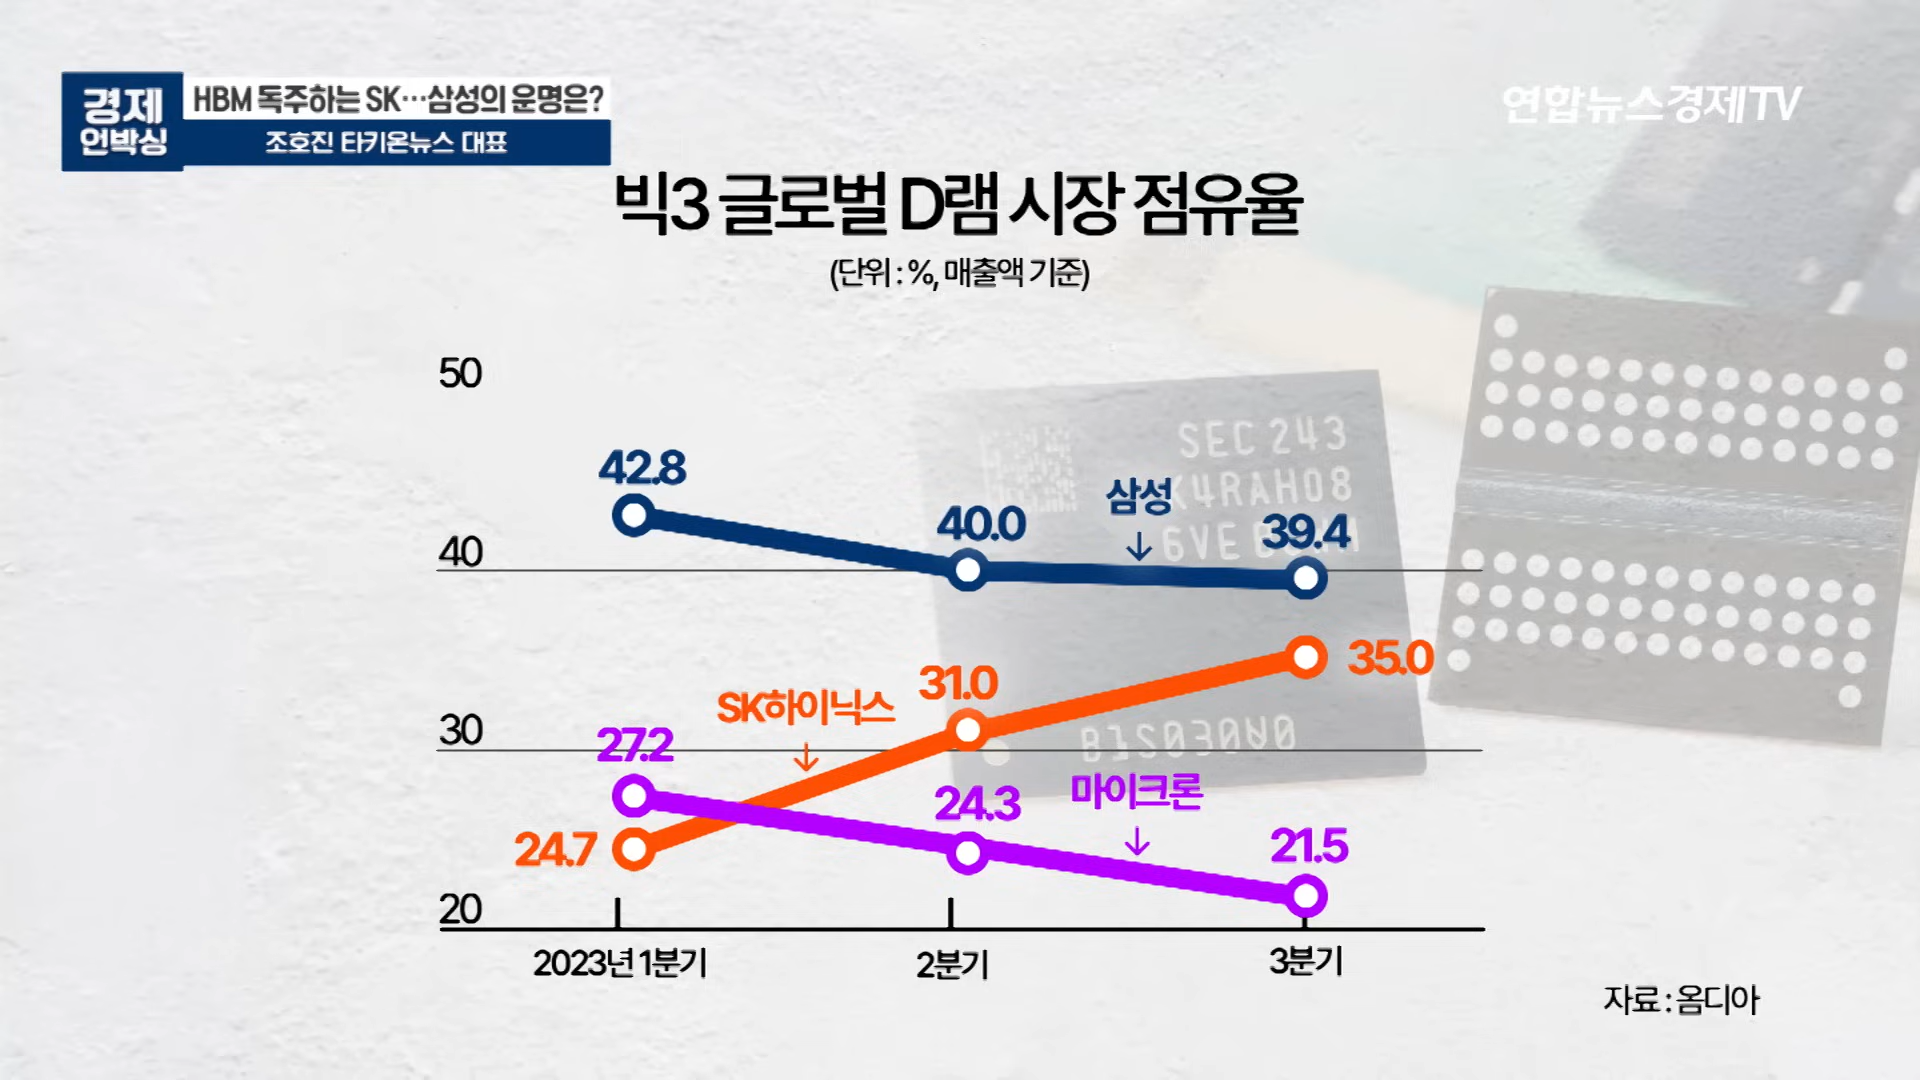 경제
언박싱
HBM 독주하는 SK…삼성의 운명은?
조호진 타키온뉴스 대표
연합뉴스경제TV
빅3 글로벌 D램 시장 점유율
(단위 : %, 매출액 기준)
50
42.8
SEC 243
K4RAH08
삼성
40.0
39.4
6VE
40
35.0
31.0
SK하이닉스
30
27.2
마이크론
24.3
24.7
21.5
20
2023년 1분기
2분기
3분기
자료 : 옴디아